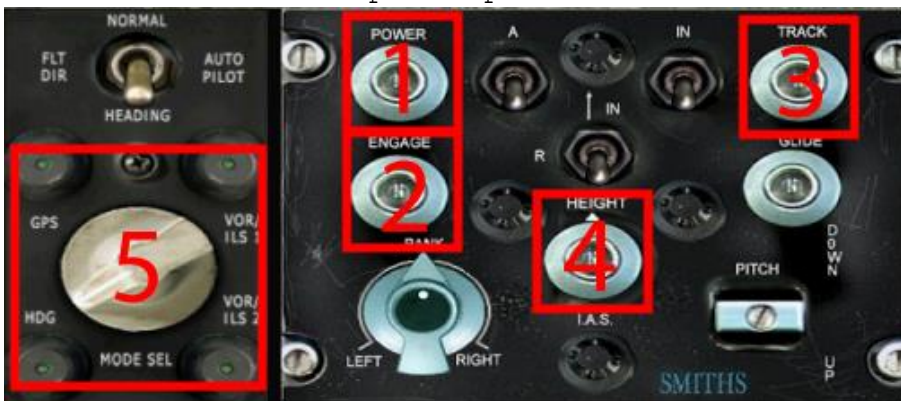 NORMAL
FLT
DIR
AUTO
PILOT
HEADING
GPS
VOR/
ILS 1
HDG
VOR/
ILS 2
MODE SEL
5
POWER
1
ENGAGE
2
BANK
LEFT
RIGHT
A
IN
IN
R
HEIGHT
4
I.A.S.
TRACK
3
GLIDE
DOWN
PITCH
UP
SMITHS